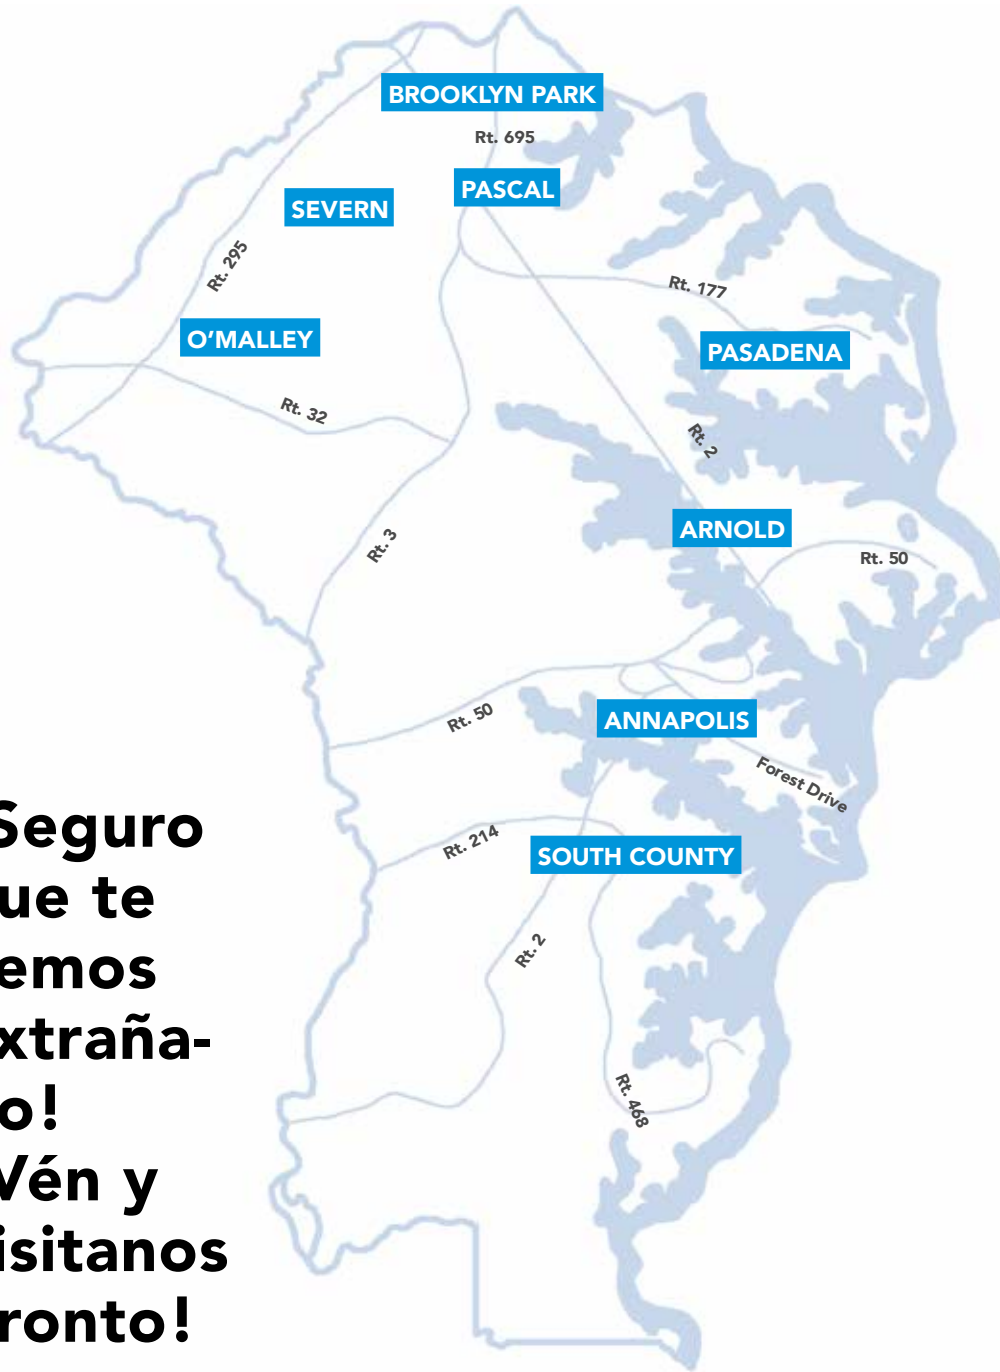 BROOKLYN PARK
Rt. 695
PASCAL
SEVERN
Rt. 295
Rt. 177
O'MALLEY
PASADENA
Rt. 32
Rt. 2
ARNOLD
Rt. 3
Rt. 50
Rt. 50
ANNAPOLIS
Forest Drive
Rt. 214
SOUTH COUNTY
Rt. 2
Rt. 468
Seguro
ue te
emos
xtraña-
o!
Vén y
isitanos
ronto!